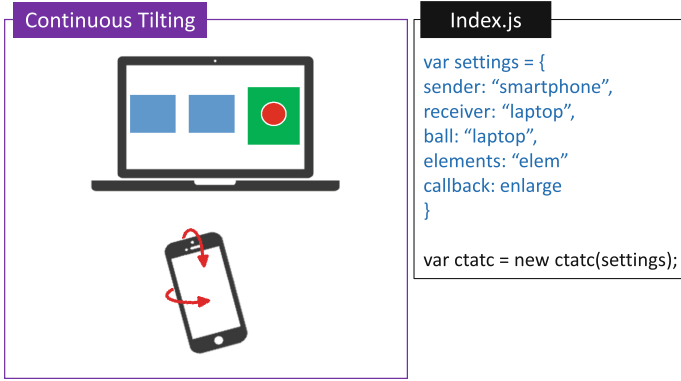 Continuous Tilting
Index.js
var settings = {
sender: “smartphone”,
receiver: “laptop”,
ball: “laptop”,
elements: “elem”
callback: enlarge
}
var ctatc = new ctatc(settings);